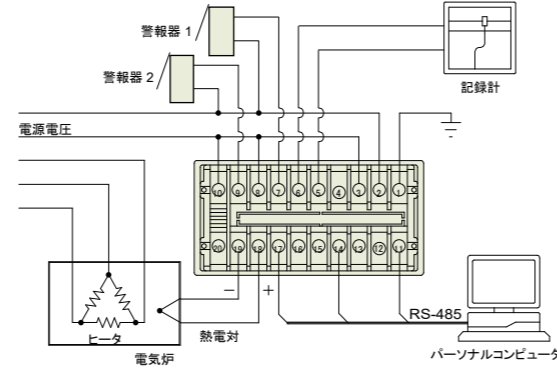 警報器 1
警報器 2
記録計
電源電圧
10 9 8 7 6 5 4 3 2 1
20 19 18 17 16 15 14 13 12 11
− +
RS-485
熱電対
ヒータ
電気炉
パーソナルコンピュータ